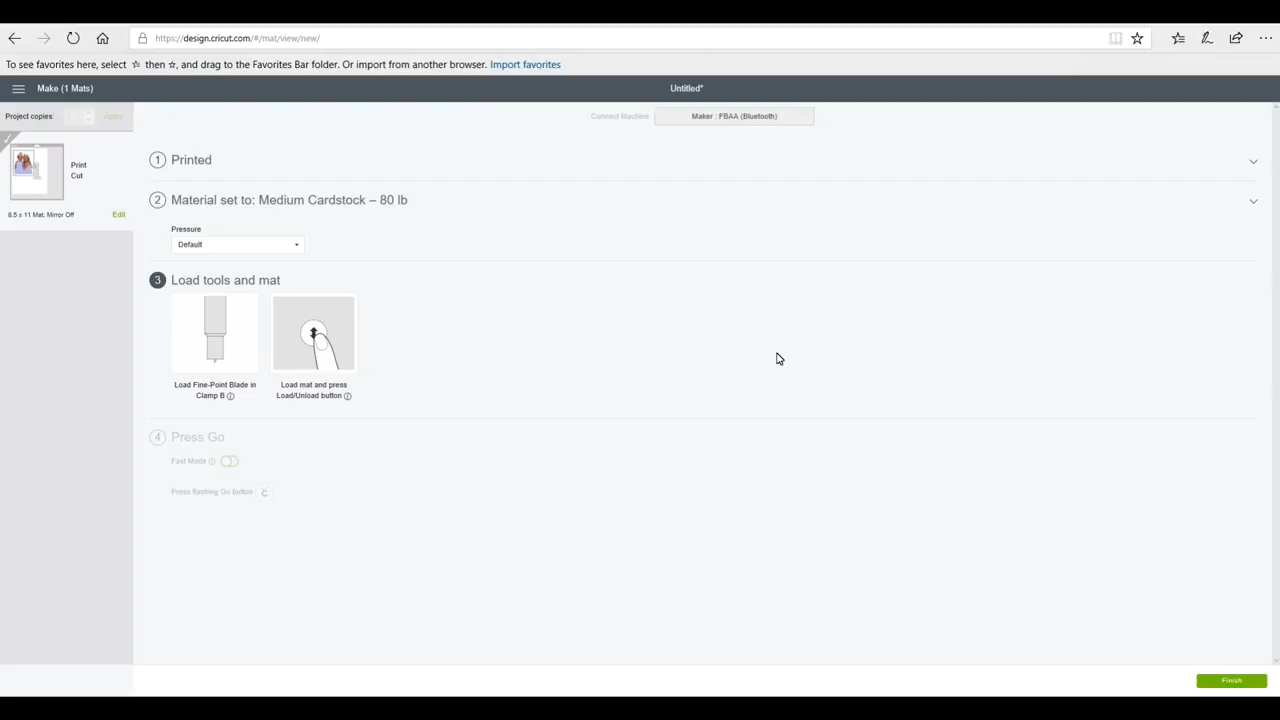 https://design.cricut.com/#/mat/view/new/
To see favorites here, select ☆ then ☆, and drag to the Favorites Bar folder. Or import from another browser. Import favorites
Make (1 Mats)
Untitled*
Project copies:
Apply
Connect Machine
Maker : FBAA (Bluetooth)
Print
Cut
8.5 x 11 Mat; Mirror Off
Edit
1 Printed
2 Material set to: Medium Cardstock – 80 lb
Pressure
Default
3 Load tools and mat
Load Fine-Point Blade in
Clamp B
Load mat and press
Load/Unload button
4 Press Go
Fast Mode
Press flashing Go button
Finish